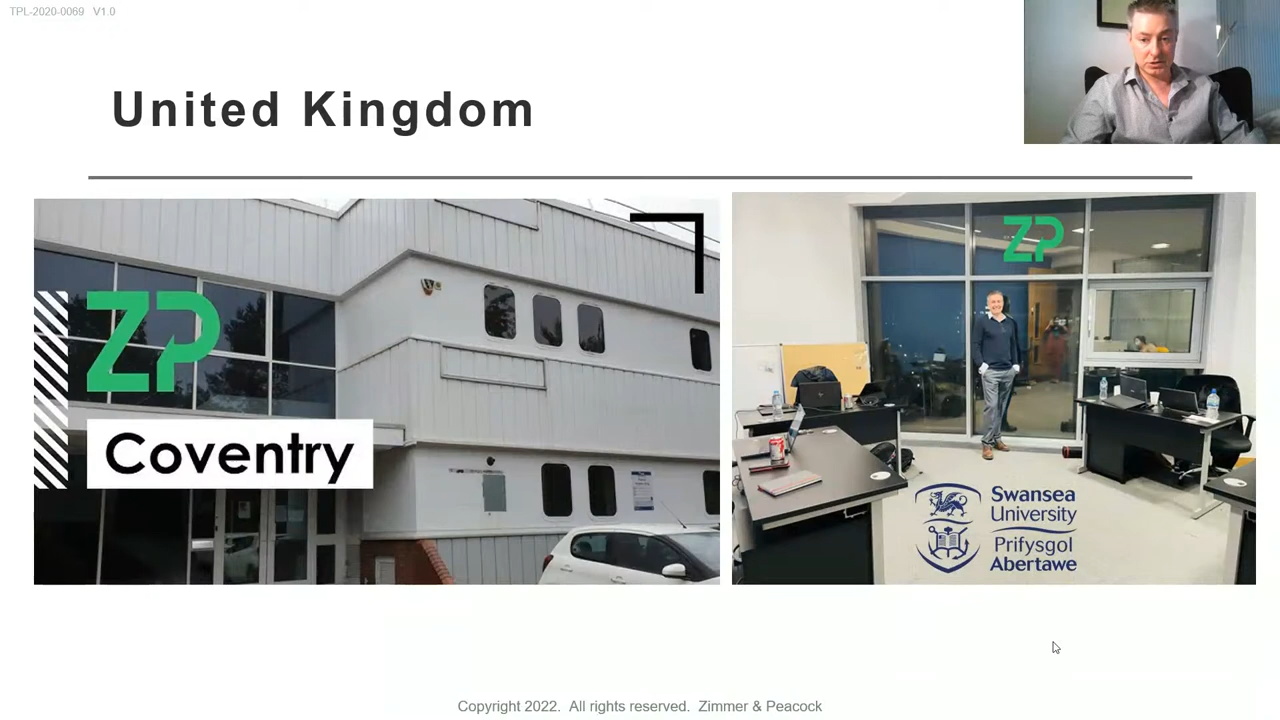 TPL-2020-0069 V1.0
United Kingdom
ZP
Coventry
ZP
Swansea
University
Prifysgol
Abertawe
Copyright 2022. All rights reserved. Zimmer & Peacock